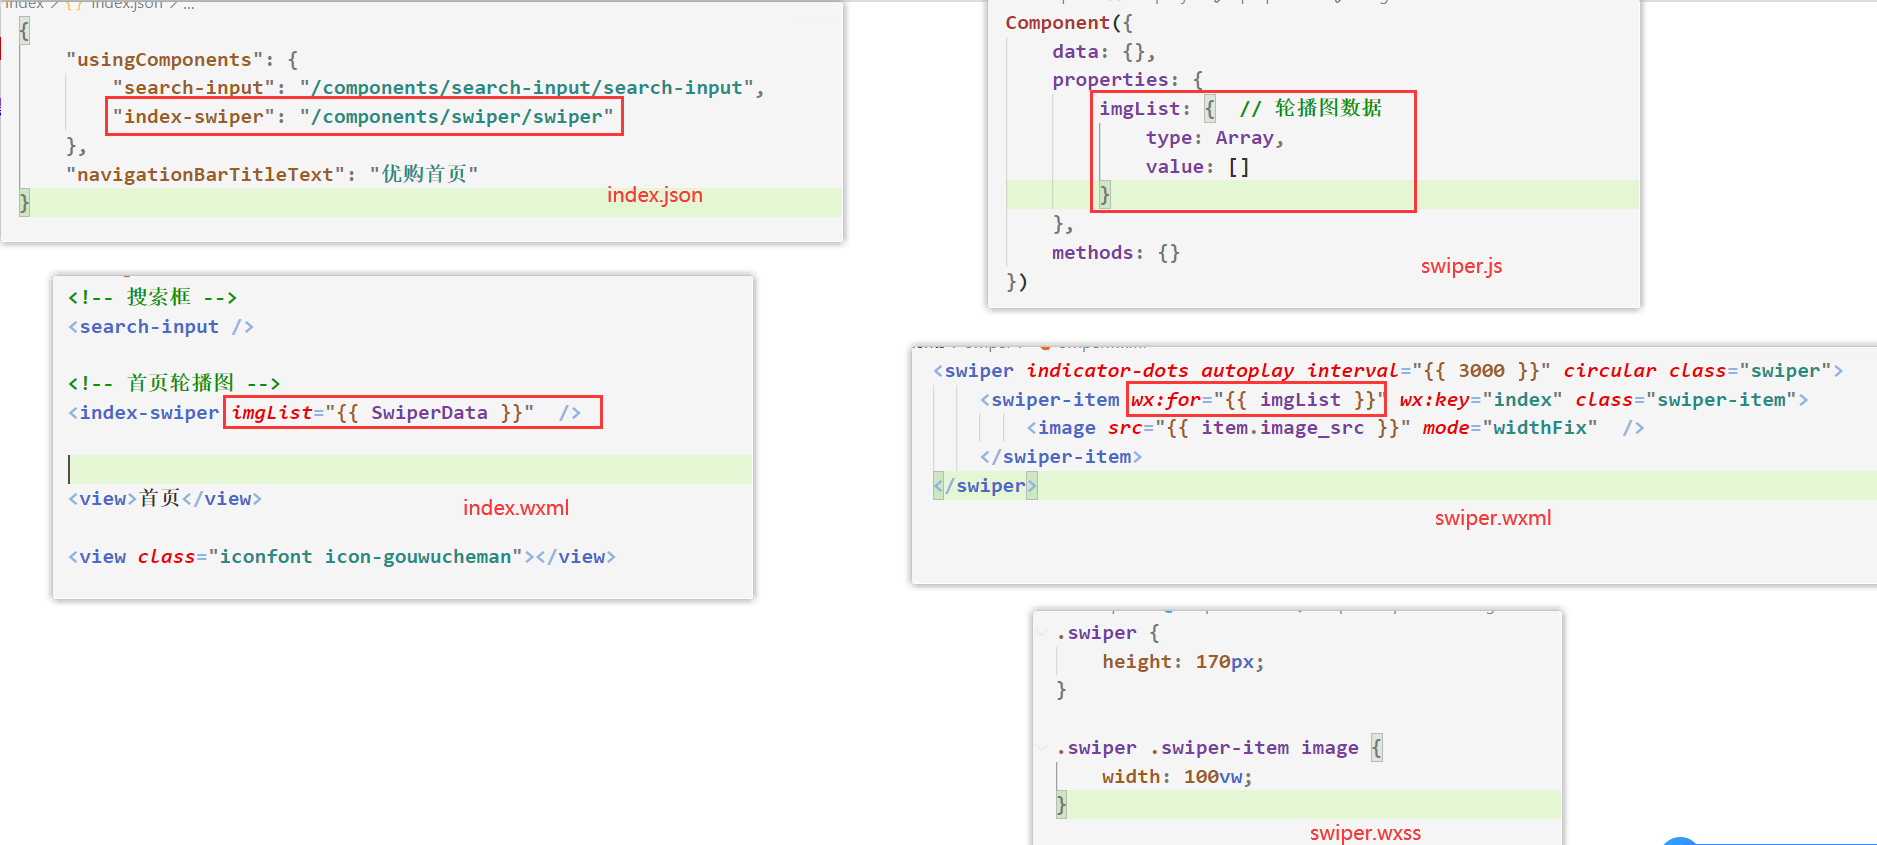 index > {} index.json > ...
{
"usingComponents": {
"search-input": "/components/search-input/search-input",
"index-swiper": "/components/swiper/swiper"
},
"navigationBarTitleText": "优购首页"
}
index.json
<!-- 搜索框 -->
<search-input />
<!-- 首页轮播图 -->
<index-swiper imgList="{{ SwiperData }}" />
<view>首页</view>
index.wxml
<view class="iconfont icon-gouwucheman"></view>
Component({
data: {},
properties: {
imgList: { // 轮播图数据
type: Array,
value: []
}
},
methods: {}
})
swiper.js
<swiper indicator-dots autoplay interval="{{ 3000 }}" circular class="swiper">
<swiper-item wx:for="{{ imgList }}" wx:key="index" class="swiper-item">
<image src="{{ item.image_src }}" mode="widthFix" />
</swiper-item>
</swiper>
swiper.wxml
.swiper {
height: 170px;
}
.swiper .swiper-item image {
width: 100vw;
}
swiper.wxss